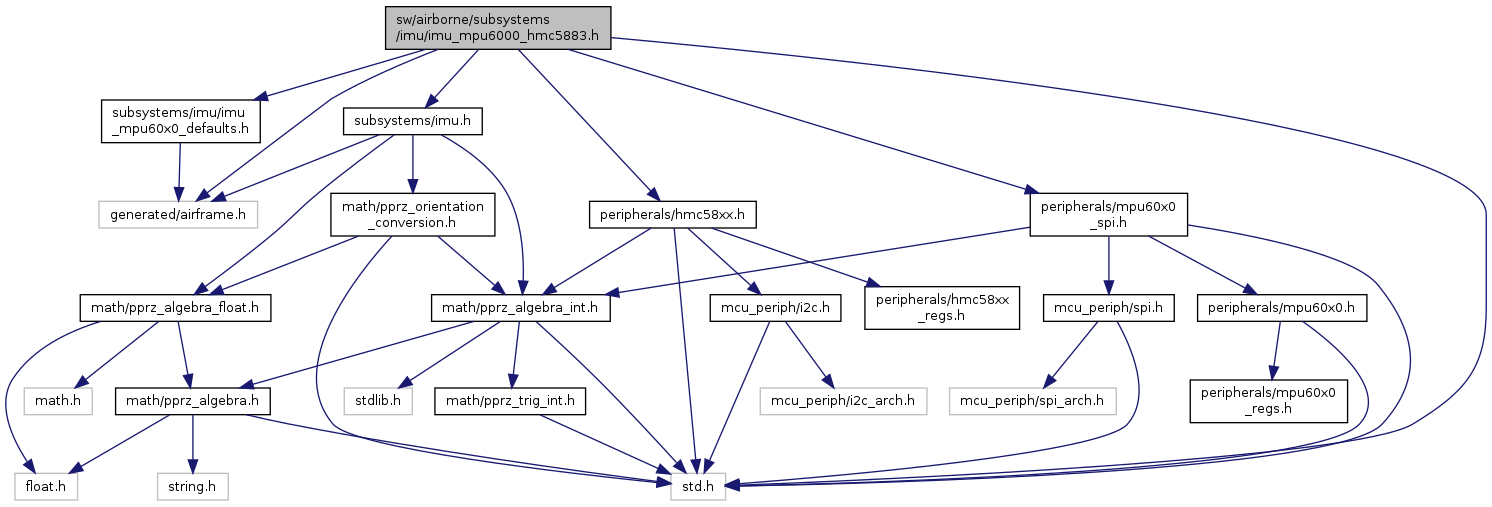 sw/airborne/subsystems
/imu/imu_mpu6000_hmc5883.h
subsystems/imu/imu
_mpu60x0_defaults.h
subsystems/imu.h
generated/airframe.h
math/pprz_orientation
_conversion.h
peripherals/hmc58xx.h
peripherals/mpu60x0
_spi.h
math/pprz_algebra_float.h
math/pprz_algebra_int.h
mcu_periph/i2c.h
peripherals/hmc58xx
_regs.h
mcu_periph/spi.h
peripherals/mpu60x0.h
math.h
math/pprz_algebra.h
stdlib.h
math/pprz_trig_int.h
mcu_periph/i2c_arch.h
mcu_periph/spi_arch.h
peripherals/mpu60x0
_regs.h
float.h
string.h
std.h